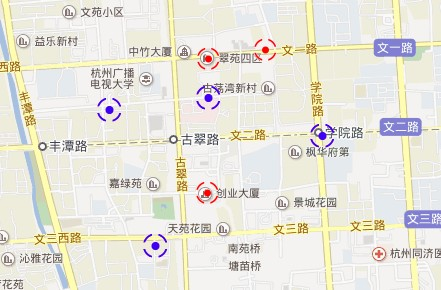 文苑小区
益乐新村
中竹大厦
翠苑四区
文一路
文一路
杭州广播
电视大学
古荡湾新村
丰潭路
学院路
文二路
丰潭路
古翠路
文二路
学院路
枫华府第
古翠路
嘉绿苑
创业大厦
景城花园
文三路
天苑花园
文三路
文三路
文三西路
沁雅花园
南苑桥
塘苗桥
杭州同济医
荷花苑